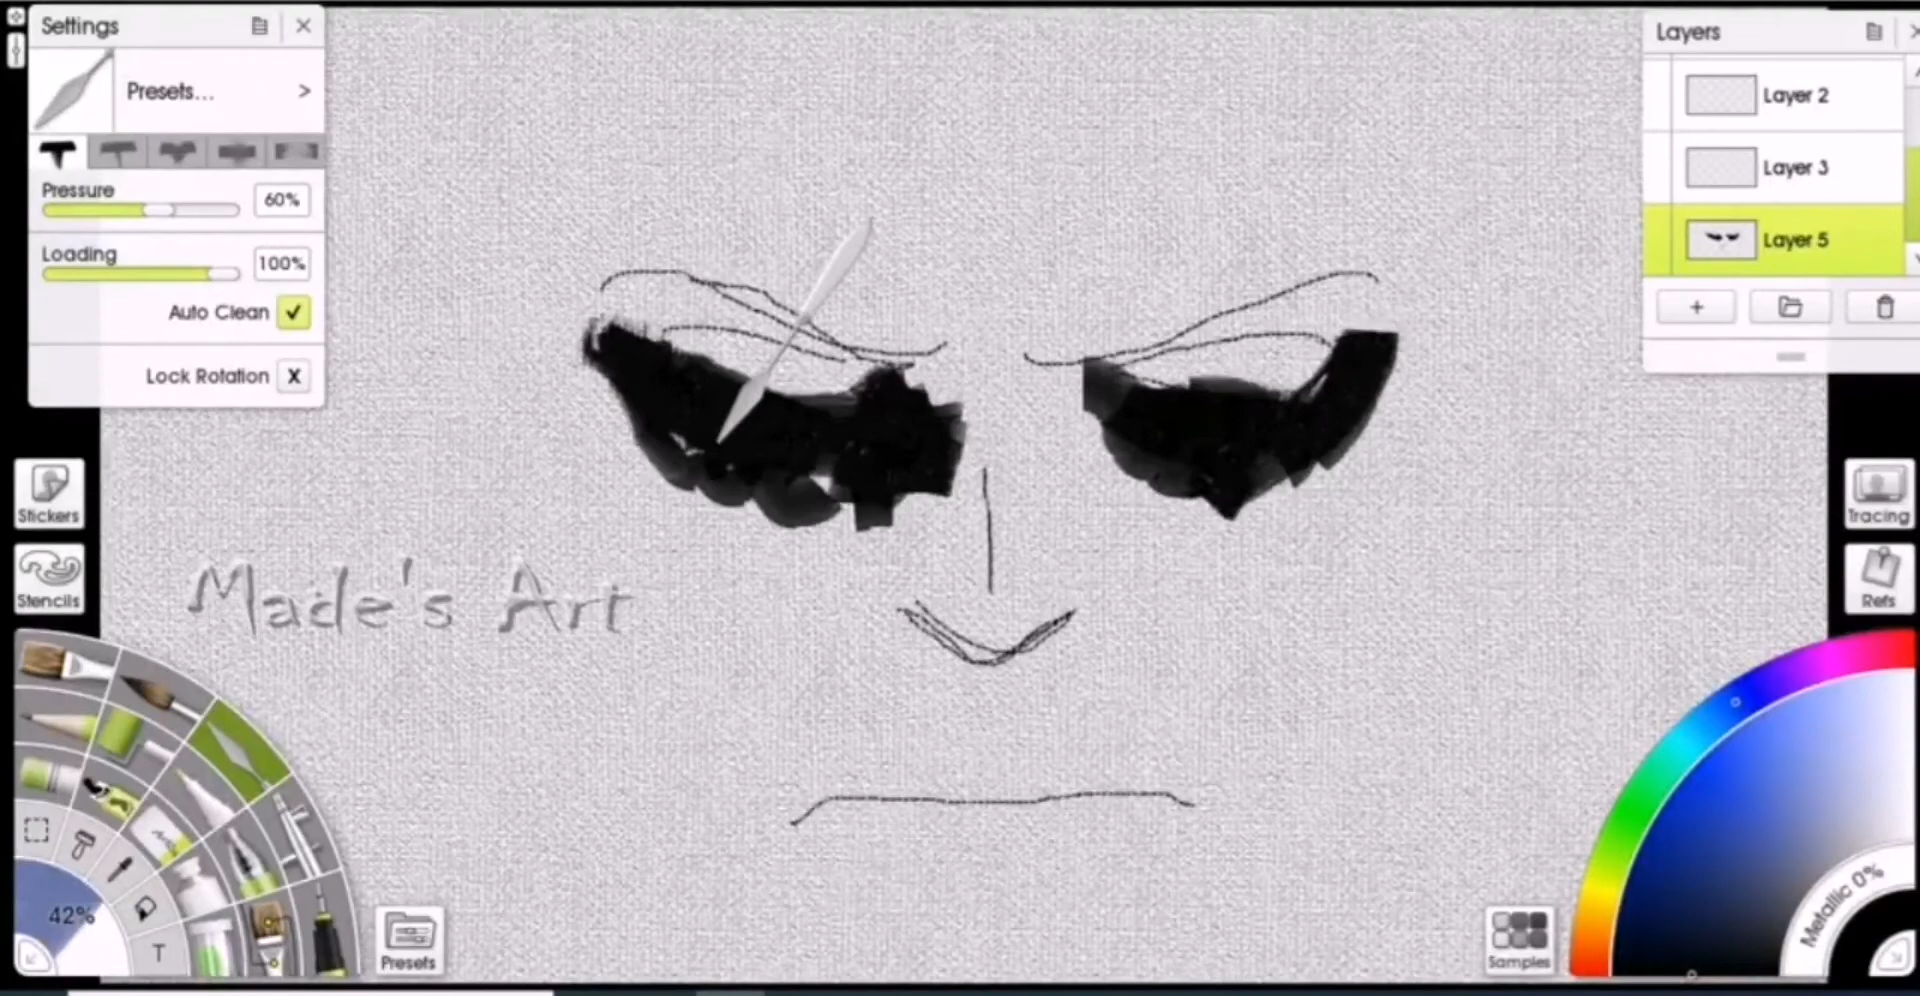 Settings
Presets...
Pressure
60%
Loading
100%
Auto Clean
Lock Rotation
X
Layers
Layer 2
Layer 3
Layer 5
Stickers
Stencils
Tracing
Refs
Made's Art
42%
T
Presets
Samples
Metallic 0%